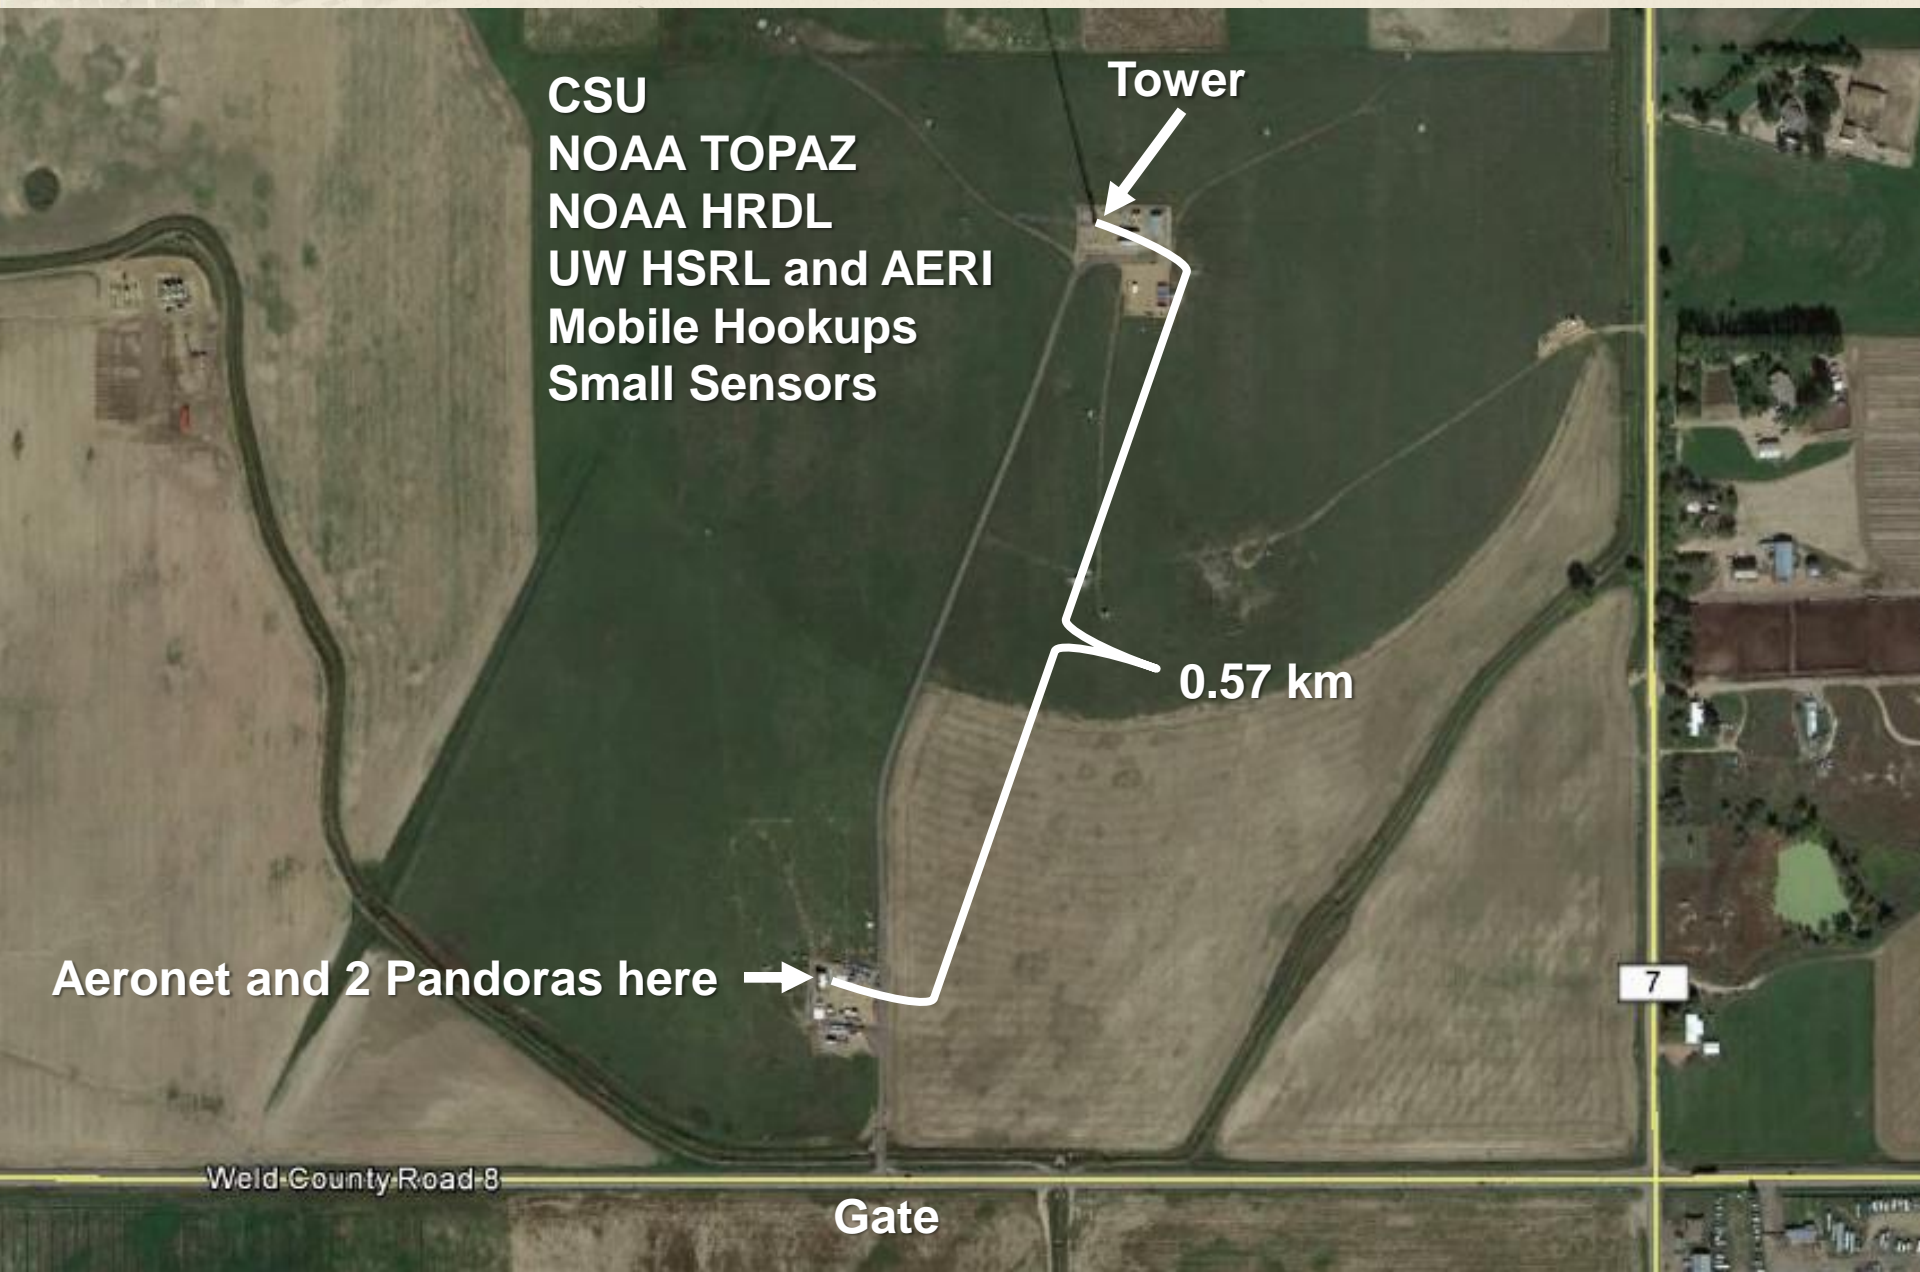 CSU
NOAA TOPAZ
NOAA HRDL
UW HSRL and AERI
Mobile Hookups
Small Sensors
Tower
0.57 km
Aeronet and 2 Pandoras here
7
Weld County Road 8
Gate